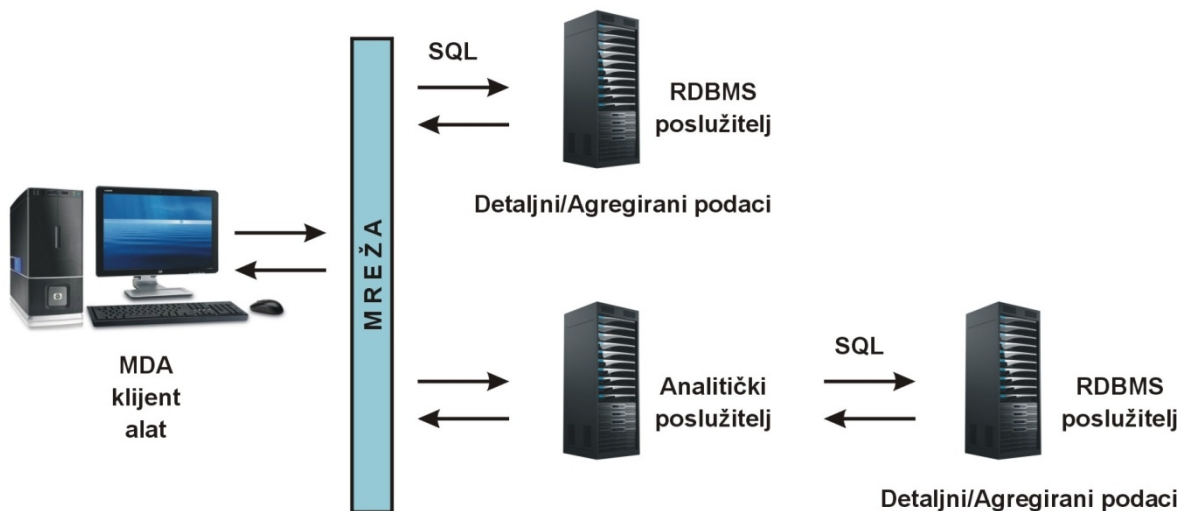 SQL
RDBMS
poslužitelj
Detaljni/Agregirani podaci
MREŽA
MDA
klijent
alat
Analitički
poslužitelj
SQL
RDBMS
poslužitelj
Detaljni/Agregirani podaci